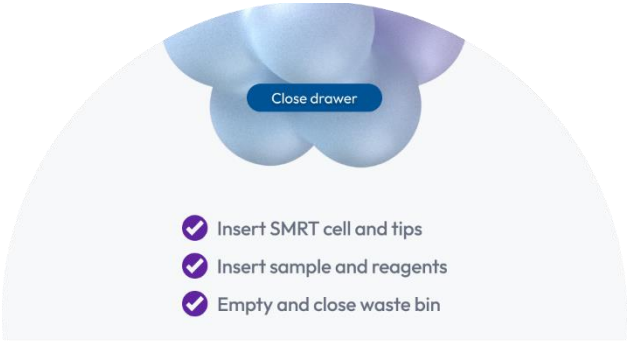 Close drawer
Insert SMRT cell and tips
Insert sample and reagents
Empty and close waste bin